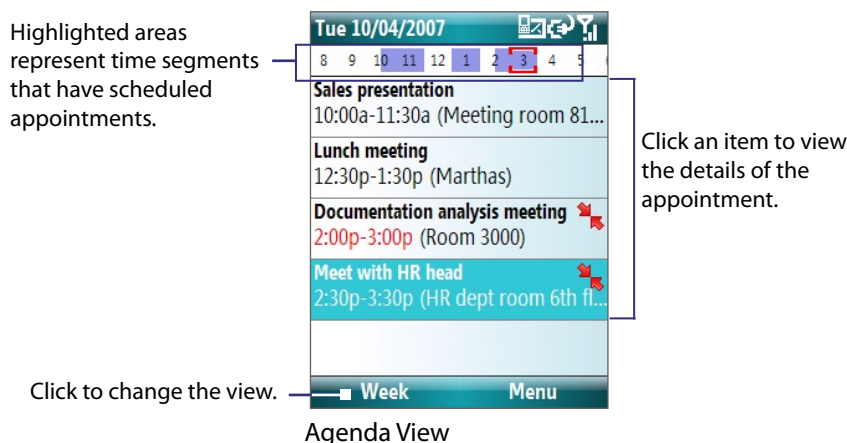 Highlighted areas
represent time segments
that have scheduled
appointments.
Tue 10/04/2007
8 9 10 11 12 1 2 3 4 5
Sales presentation
10:00a-11:30a (Meeting room 81...
Lunch meeting
12:30p-1:30p (Marthas)
Documentation analysis meeting
2:00p-3:00p (Room 3000)
Meet with HR head
2:30p-3:30p (HR dept room 6th fl...
Click an item to view
the details of the
appointment.
Click to change the view.
Week Menu
Agenda View